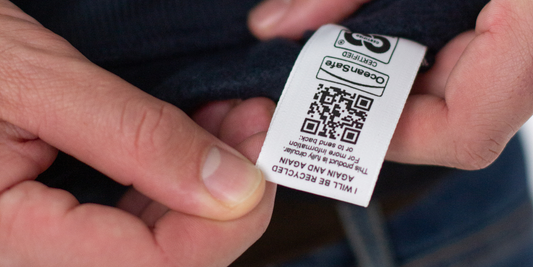 CERTIFIED
®
OceanSafe
For more information
or to send back:
This product is fully circular.
I WILL BE RECYCLED
AGAIN AND AGAIN